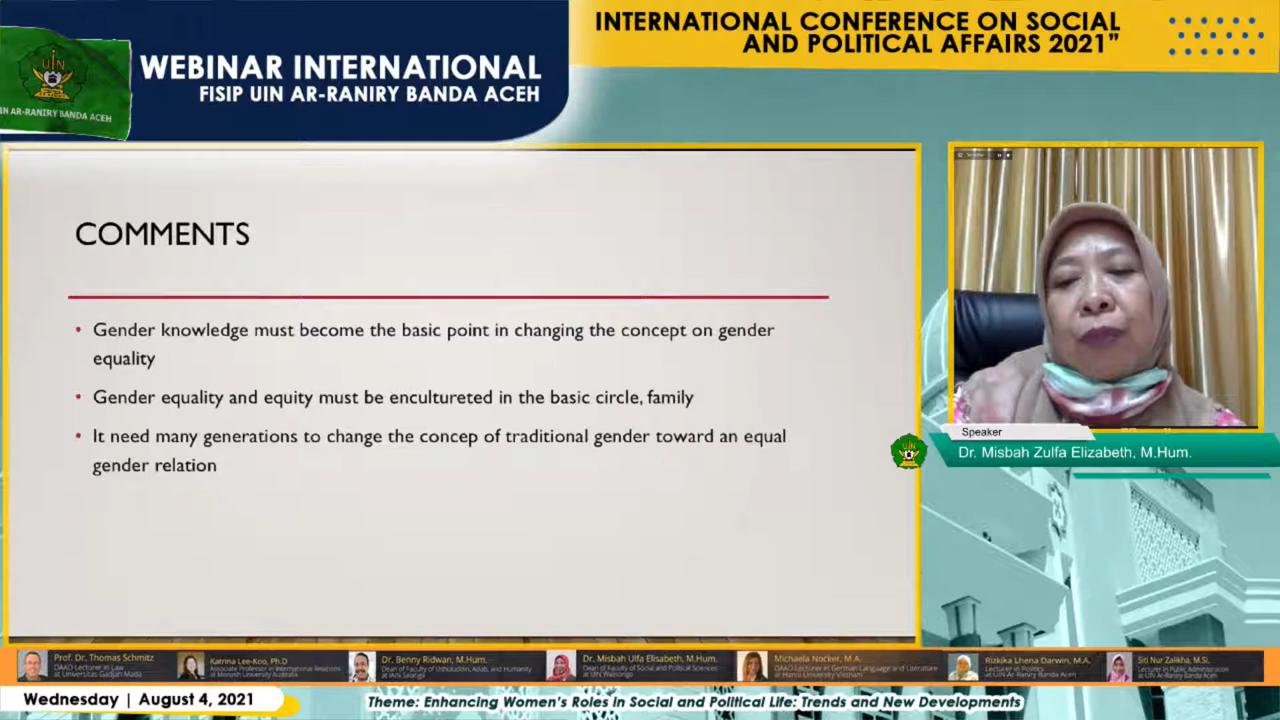 INTERNATIONAL CONFERENCE ON SOCIAL
AND POLITICAL AFFAIRS 2021”
UIN
IN AR-RANIRY BANDA ACEH
WEBINAR INTERNATIONAL
FISIP UIN AR-RANIRY BANDA ACEH
COMMENTS
• Gender knowledge must become the basic point in changing the concept on gender
equality
• Gender equality and equity must be encultureted in the basic circle, family
• It need many generations to change the concep of traditional gender toward an equal
gender relation
Speaker
UIN
Dr. Misbah Zulfa Elizabeth, M.Hum.
Prof. Dr. Thomas Schmitz
DAAD Lecturer in Law
at Universitas Gadjah Mada
Katrina Lee-Koo, Ph.D
Associate Professor in International Relations
at Monash University Australia
Dr. Benny Ridwan, M.Hum.
Dean of Faculty of Ushuluddin, Adab, and Humanity
at IAIN Salatiga
Dr. Misbah Ulfa Elisabeth, M.Hum.
Dean of Faculty of Social and Political Sciences
at UIN Walisongo
Michaela Nocker, M.A.
DAAD Lecturer in German Language and Literature
at Hanoi University Vietnam
Rizkika Lhena Darwin, M.A.
Lecturer in Politics
at UIN Ar-Raniry Banda Aceh
Siti Nur Zalikha, M.Si.
Lecturer in Public Administration
at UIN Ar-Raniry Banda Aceh
Wednesday | August 4, 2021
Theme: Enhancing Women's Roles in Social and Political Life: Trends and New Developments